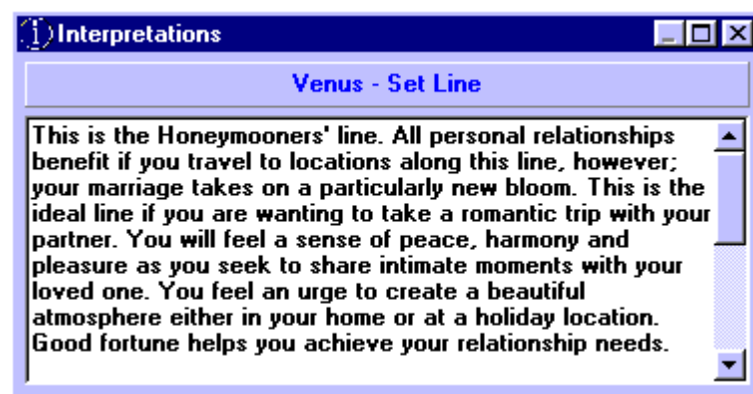 Interpretations
Venus - Set Line
This is the Honeymooners' line. All personal relationships
benefit if you travel to locations along this line, however;
your marriage takes on a particularly new bloom. This is the
ideal line if you are wanting to take a romantic trip with your
partner. You will feel a sense of peace, harmony and
pleasure as you seek to share intimate moments with your
loved one. You feel an urge to create a beautiful
atmosphere either in your home or at a holiday location.
Good fortune helps you achieve your relationship needs.